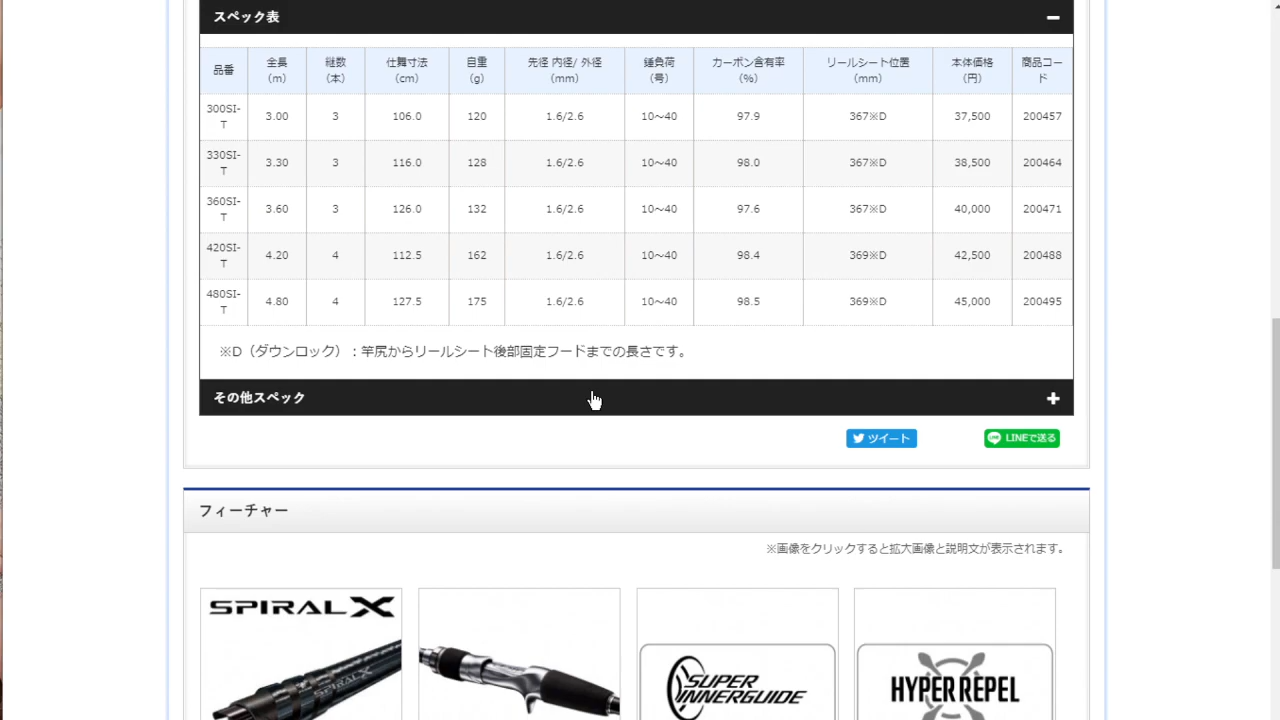 スペック表
品番 全長(m) 継数(本) 仕舞寸法(cm) 自重(g) 先径 内径/ 外径(mm) 錘負荷(号) カーボン含有率(%) リールシート位置(mm) 本体価格(円) 商品コード
300SI-T 3.00 3 106.0 120 1.6/2.6 10～40 97.9 367※D 37,500 200457
330SI-T 3.30 3 116.0 128 1.6/2.6 10～40 98.0 367※D 38,500 200464
360SI-T 3.60 3 126.0 132 1.6/2.6 10～40 97.6 367※D 40,000 200471
420SI-T 4.20 4 112.5 162 1.6/2.6 10～40 98.4 369※D 42,500 200488
480SI-T 4.80 4 127.5 175 1.6/2.6 10～40 98.5 369※D 45,000 200495
※D（ダウンロック）：竿尻からリールシート後部固定フードまでの長さです。
その他スペック
ツイート
LINEで送る
フィーチャー
※画像をクリックすると拡大画像と説明文が表示されます。
SPIRAL X
SPIRAL X
SUPER INNERGUIDE
HYPER REPEL